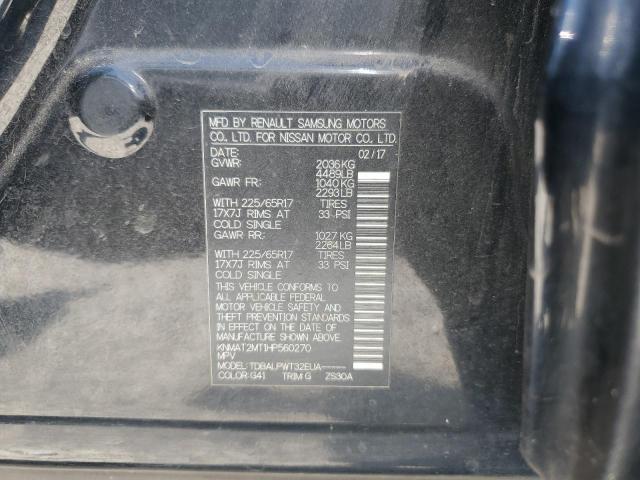 MFD BY RENAULT SAMSUNG MOTORS
CO. LTD. FOR NISSAN MOTOR CO. LTD.
DATE: 02/17
GVWR: 2036KG
4489LB
GAWR FR: 1040KG
2293LB
WITH 225/65R17 TIRES
17X7J RIMS AT 33 PSI
COLD SINGLE
GAWR RR: 1027KG
2264LB
WITH 225/65R17 TIRES
17X7J RIMS AT 33 PSI
COLD SINGLE
THIS VEHICLE CONFORMS TO
ALL APPLICABLE FEDERAL
MOTOR VEHICLE SAFETY AND
THEFT PREVENTION STANDARDS
IN EFFECT ON THE DATE OF
MANUFACTURE SHOWN ABOVE.
KNMAT2MT1HP560270
MPV
MODEL: TDBALPWT32EUA-----
COLOR:G41 TRIM:G ZS30A